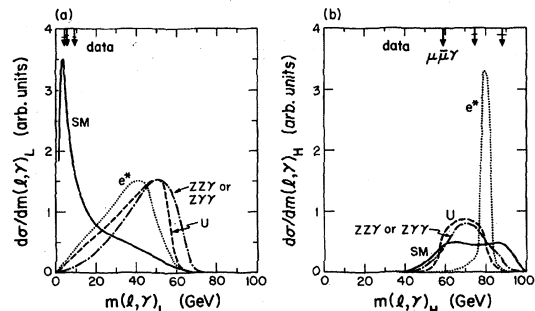 (a)
4
3
2
1
0
data
SM
e*
ZZγ or
Zγγ
U
0 20 40 60 80 100
m(ℓ,γ)L (GeV)
dσ/dm(ℓ,γ)L (arb. units)
(b)
4
3
2
1
0
data
μμ̄γ
e*
U
ZZγ or Zγγ
SM
0 20 40 60 80 100
m(ℓ,γ)H (GeV)
dσ/dm(ℓ,γ)H (arb. units)